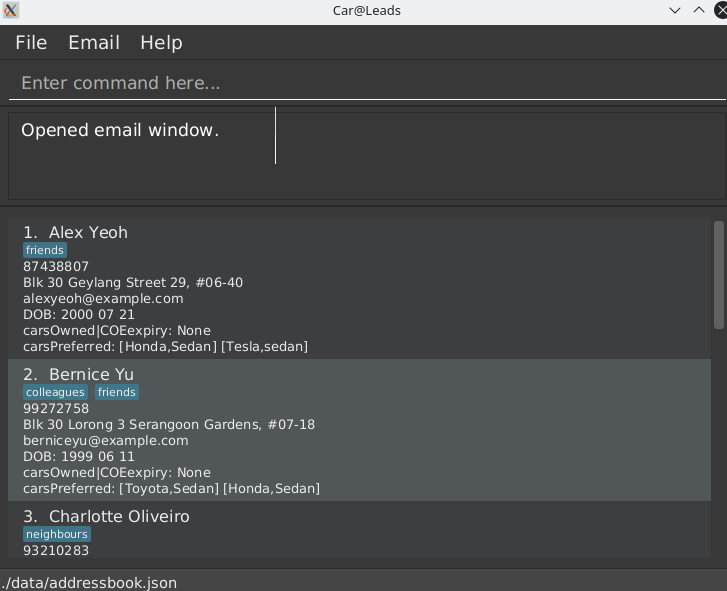 Car@Leads
File Email Help
Enter command here...
Opened email window.
1. Alex Yeoh
friends
87438807
Blk 30 Geylang Street 29, #06-40
alexyeoh@example.com
DOB: 2000 07 21
carsOwned|COEexpiry: None
carsPreferred: [Honda,Sedan] [Tesla,sedan]
2. Bernice Yu
colleagues friends
99272758
Blk 30 Lorong 3 Serangoon Gardens, #07-18
berniceyu@example.com
DOB: 1999 06 11
carsOwned|COEexpiry: None
carsPreferred: [Toyota,Sedan] [Honda,Sedan]
3. Charlotte Oliveiro
neighbours
93210283
./data/addressbook.json